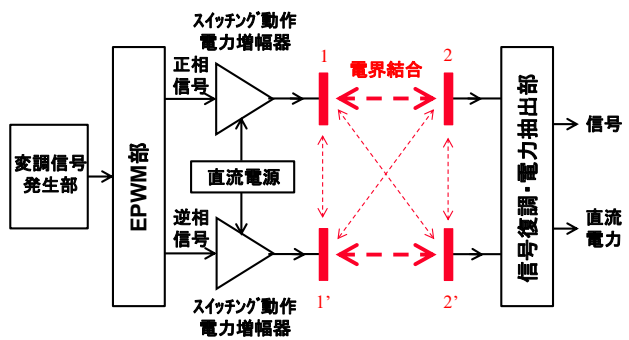 スイッチング動作
電力増幅器
正相
信号
1
電界結合
2
変調信号
発生部
EPWM部
直流電源
信号復調・電力抽出部
信号
直流
電力
逆相
信号
1’
2’
スイッチング動作
電力増幅器